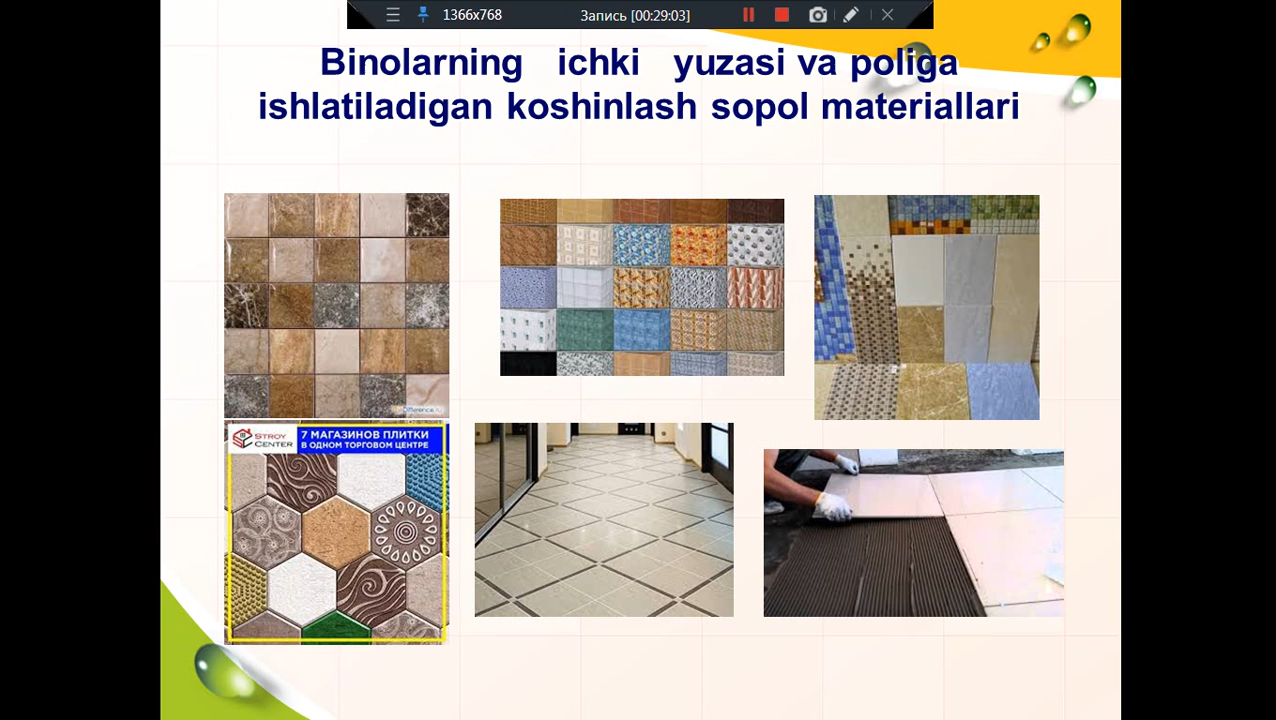 1366x768
Запись [00:29:03]
Binolarning ichki yuzasi va poliga
ishlatiladigan koshinlash sopol materiallari
STROY
CENTER
7 МАГАЗИНОВ ПЛИТКИ
В ОДНОМ ТОРГОВОМ ЦЕНТРЕ